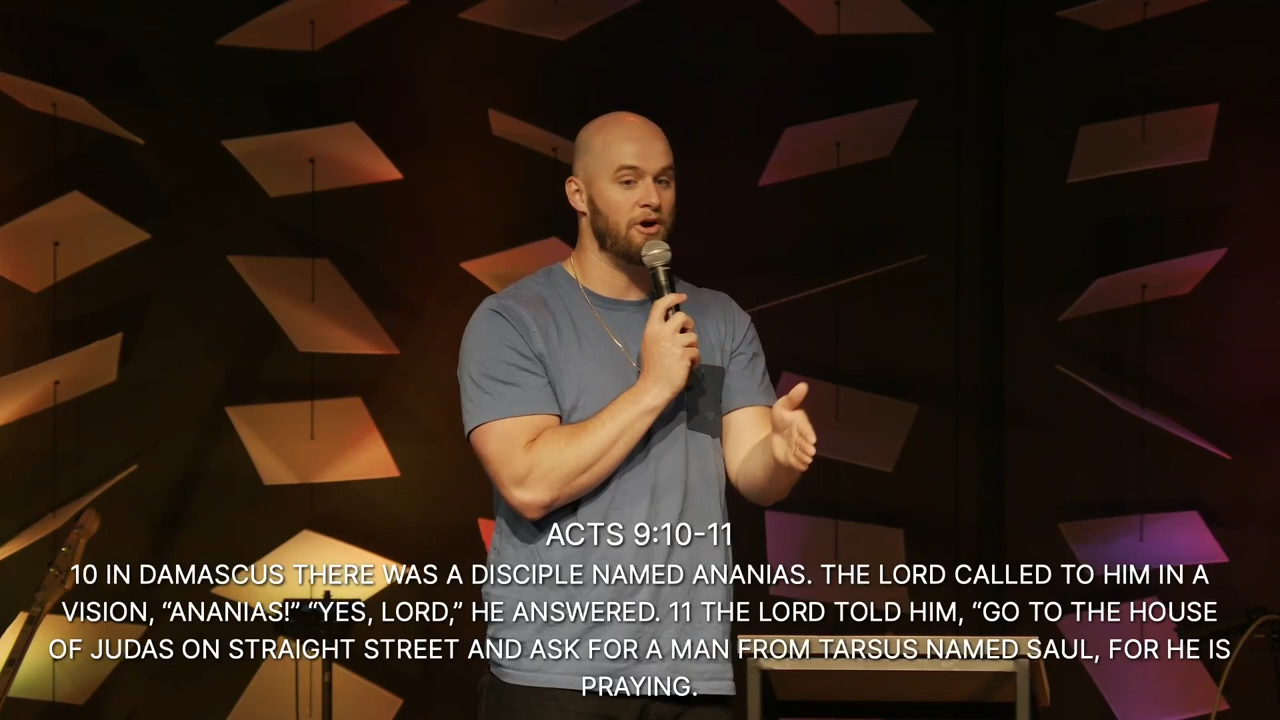 ACTS 9:10-11
10 IN DAMASCUS THERE WAS A DISCIPLE NAMED ANANIAS. THE LORD CALLED TO HIM IN A
VISION, “ANANIAS!” “YES, LORD,” HE ANSWERED. 11 THE LORD TOLD HIM, “GO TO THE HOUSE
OF JUDAS ON STRAIGHT STREET AND ASK FOR A MAN FROM TARSUS NAMED SAUL, FOR HE IS
PRAYING.